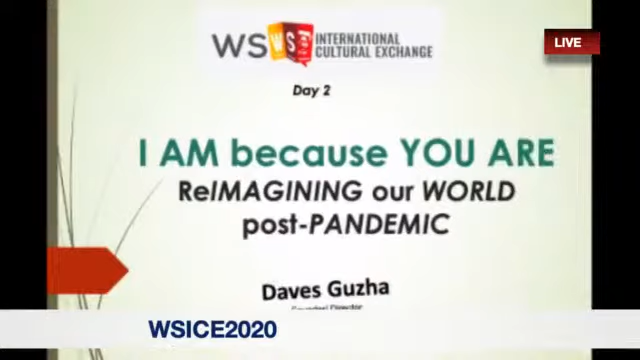 WS
INTERNATIONAL
CULTURAL EXCHANGE
LIVE
Day 2
I AM because YOU ARE
ReIMAGINING our WORLD
post-PANDEMIC
Daves Guzha
WSICE2020